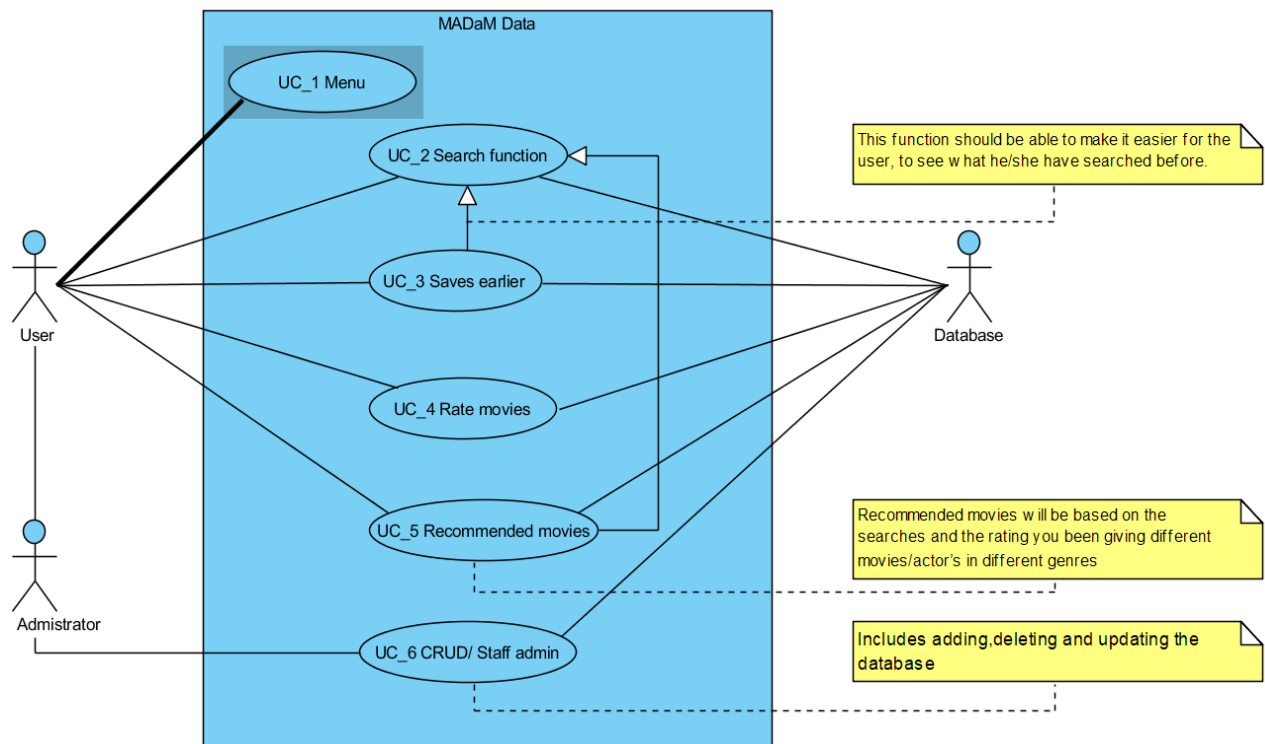 MADaM Data
UC_1 Menu
UC_2 Search function
This function should be able to make it easier for the
user, to see what he/she have searched before.
UC_3 Saves earlier
User
Database
UC_4 Rate movies
UC_5 Recommended movies
Recommended movies will be based on the
searches and the rating you been giving different
movies/actor's in different genres
Admistrator
UC_6 CRUD/ Staff admin
Includes adding,deleting and updating the
database